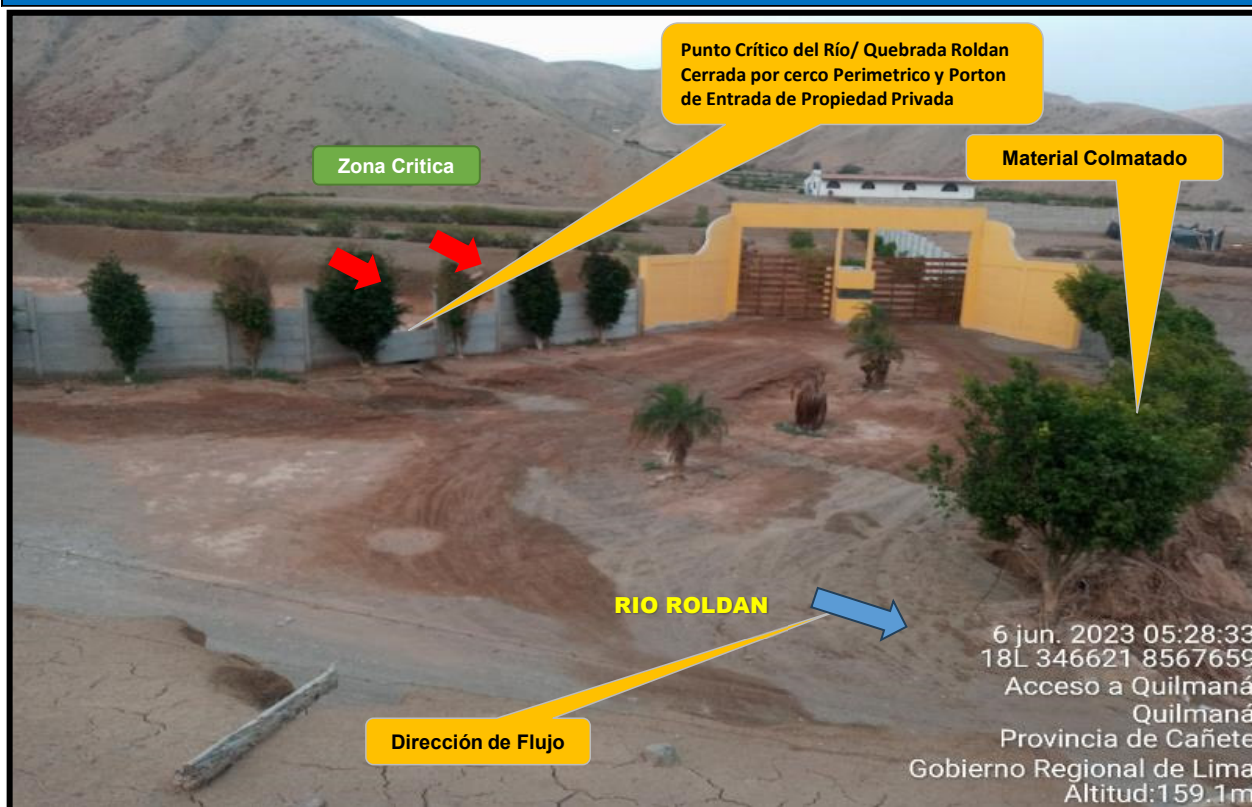 Punto Crítico del Río/ Quebrada Roldan
Cerrada por cerco Perimetrico y Porton
de Entrada de Propiedad Privada
Zona Critica
Material Colmatado
RIO ROLDAN
Dirección de Flujo
6 jun. 2023 05:28:33
18L 346621 8567659
Acceso a Quilmaná
Quilmaná
Provincia de Cañete
Gobierno Regional de Lima
Altitud:159.1m